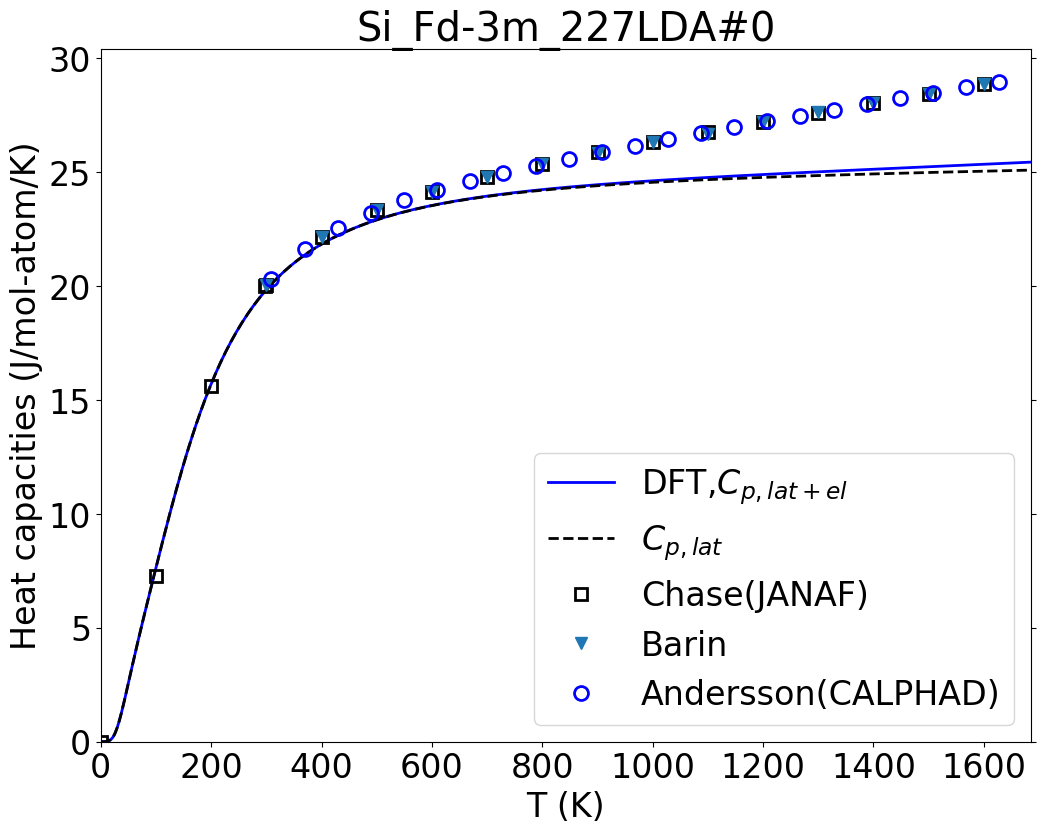 Si_Fd-3m_227LDA#0
Heat capacities (J/mol-atom/K)
30
25
20
15
10
5
0
DFT,C_{p, lat+el}
C_{p, lat}
Chase(JANAF)
Barin
Andersson(CALPHAD)
0 200 400 600 800 1000 1200 1400 1600
T (K)